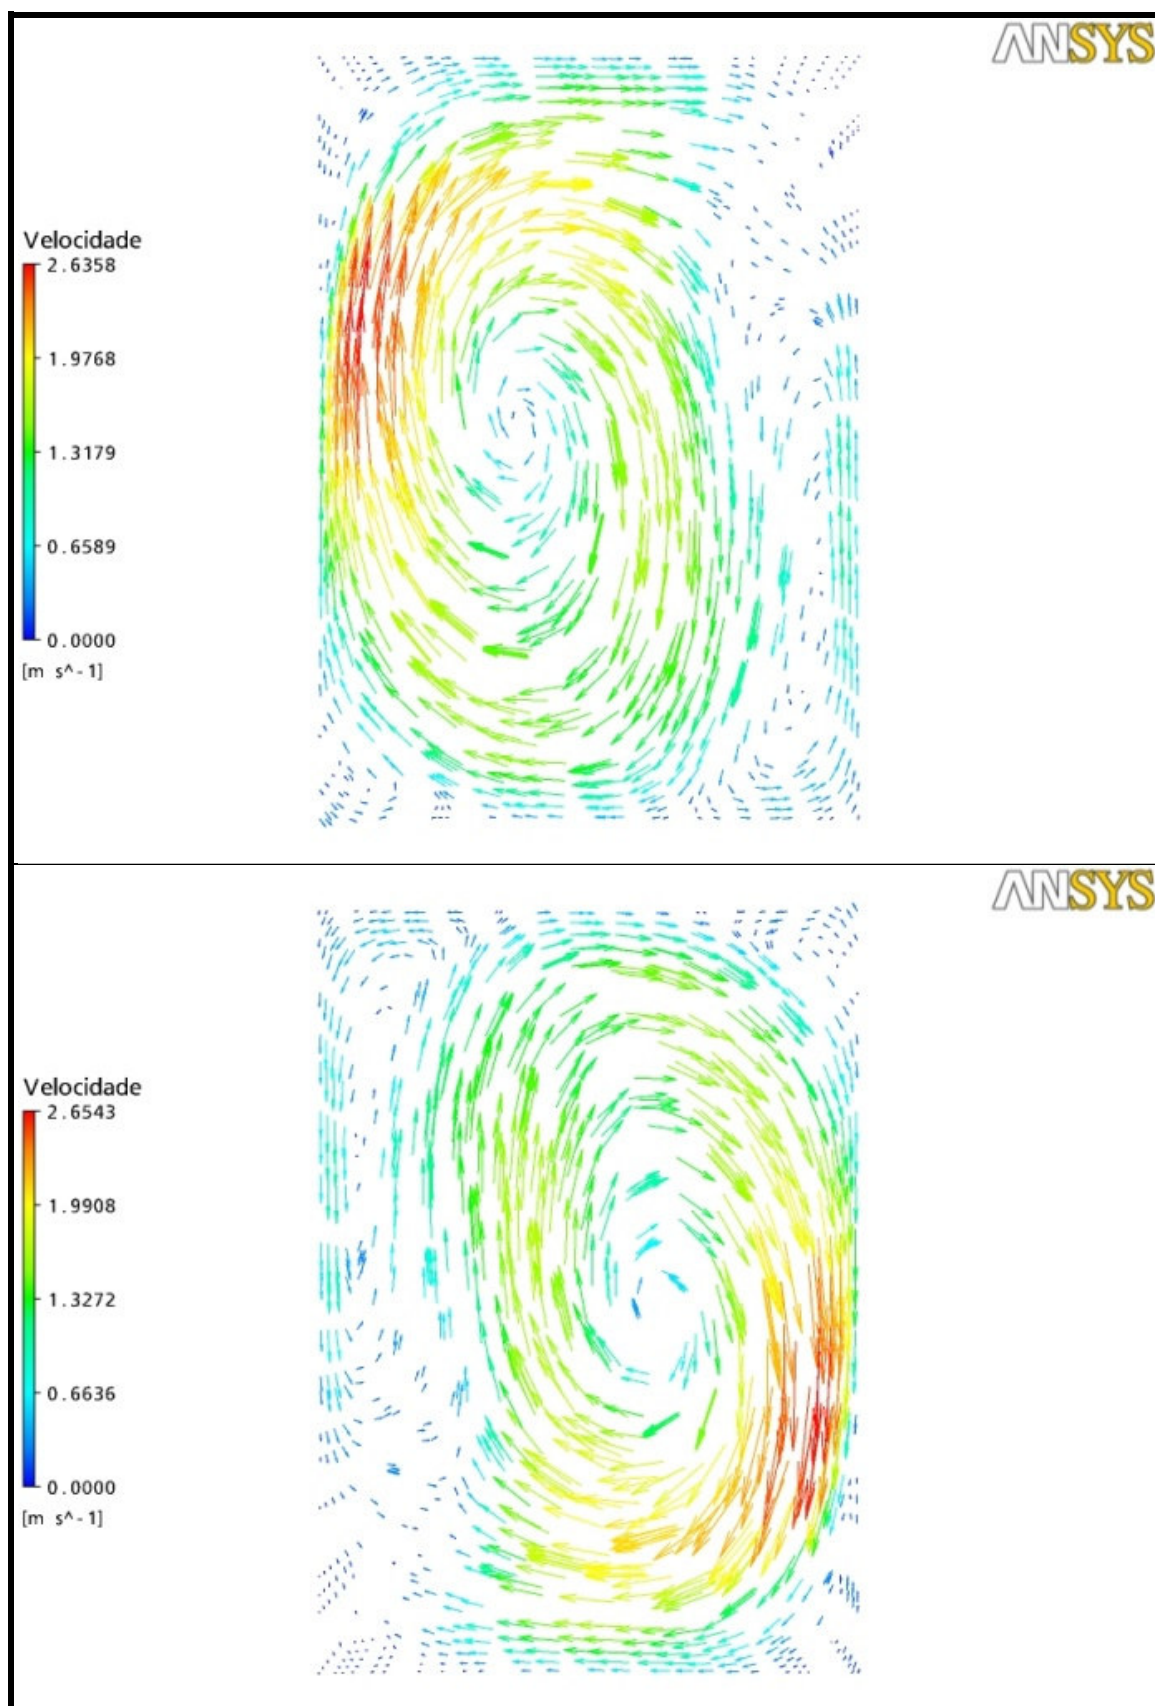 ANSYS
Velocidade
2.6358
1.9768
1.3179
0.6589
0.0000
[m s^-1]
ANSYS
Velocidade
2.6543
1.9908
1.3272
0.6636
0.0000
[m s^-1]